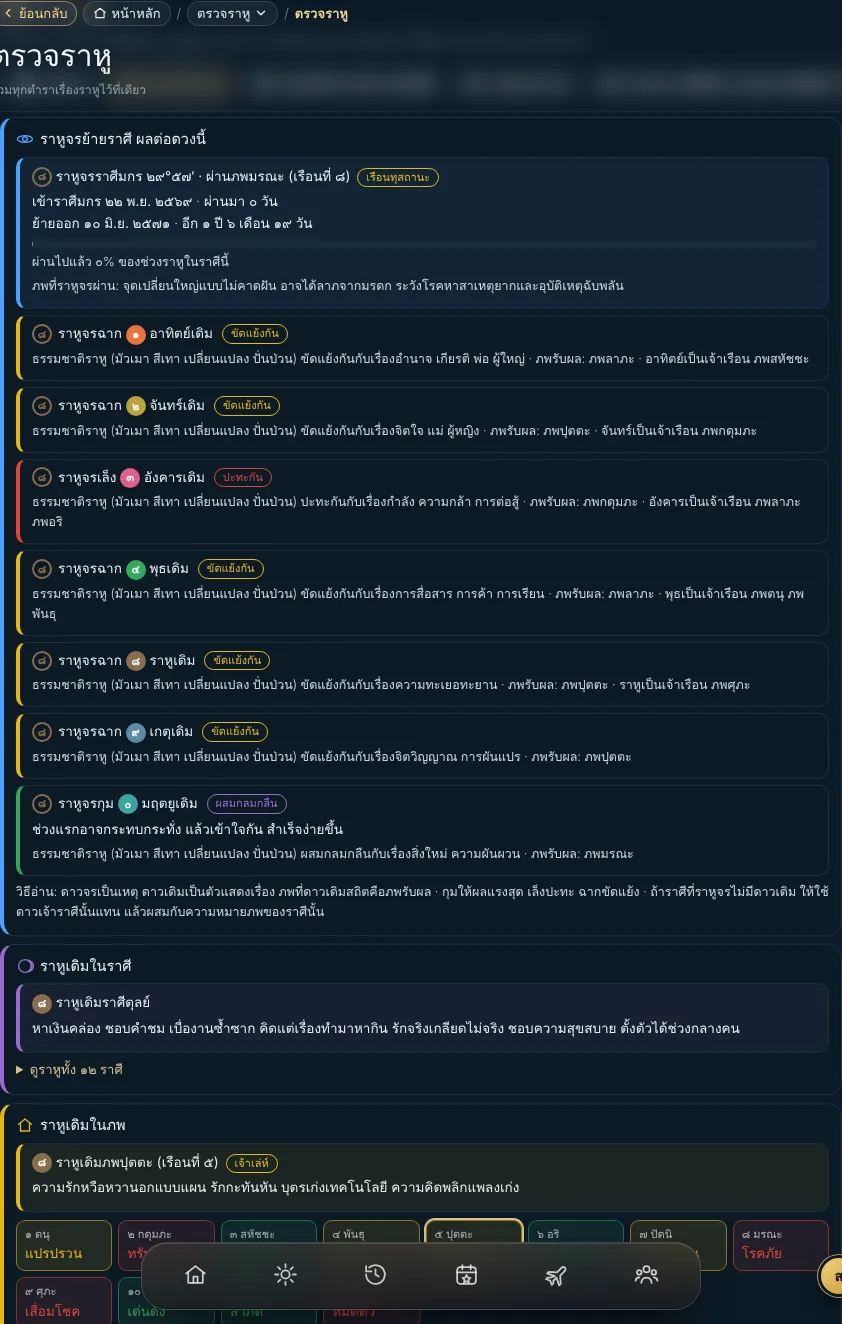 ย้อนกลับ หน้าหลัก / ตรวจราหู / ตรวจราหู
ตรวจราหู
รวมทุกตำราเรื่องราหูไว้ที่เดียว
ราหูจรย้ายราศี ผลต่อดวงนี้
๘ ราหูจรราศีมกร ๒๙°๕๗′ · ผ่านภพมรณะ (เรือนที่ ๘) เรือนทุสถานะ
เข้าราศีมกร ๒๒ พ.ย. ๒๕๖๙ · ผ่านมา ๐ วัน
ย้ายออก ๑๐ มิ.ย. ๒๕๗๑ · อีก ๑ ปี ๖ เดือน ๑๙ วัน
ผ่านไปแล้ว ๐% ของช่วงราหูในราศีนี้
ภพที่ราหูจรผ่าน: จุดเปลี่ยนใหญ่แบบไม่คาดฝัน อาจได้ลาภจากมรดก ระวังโรคหาสาเหตุยากและอุบัติเหตุฉับพลัน
๘ ราหูจรฉาก ๑ อาทิตย์เดิม ขัดแย้งกัน
ธรรมชาติราหู (มัวเมา สีเทา เปลี่ยนแปลง ปั่นป่วน) ขัดแย้งกันกับเรื่องอำนาจ เกียรติ พ่อ ผู้ใหญ่ · ภพรับผล: ภพลาภะ · อาทิตย์เป็นเจ้าเรือน ภพสหัชชะ
๘ ราหูจรฉาก ๒ จันทร์เดิม ขัดแย้งกัน
ธรรมชาติราหู (มัวเมา สีเทา เปลี่ยนแปลง ปั่นป่วน) ขัดแย้งกันกับเรื่องจิตใจ แม่ ผู้หญิง · ภพรับผล: ภพปุตตะ · จันทร์เป็นเจ้าเรือน ภพกดุมภะ
๘ ราหูจรเล็ง ๓ อังคารเดิม ปะทะกัน
ธรรมชาติราหู (มัวเมา สีเทา เปลี่ยนแปลง ปั่นป่วน) ปะทะกันกับเรื่องกำลัง ความกล้า การต่อสู้ · ภพรับผล: ภพกดุมภะ · อังคารเป็นเจ้าเรือน ภพลาภะ
ภพอริ
๘ ราหูจรฉาก ๔ พุธเดิม ขัดแย้งกัน
ธรรมชาติราหู (มัวเมา สีเทา เปลี่ยนแปลง ปั่นป่วน) ขัดแย้งกันกับเรื่องการสื่อสาร การค้า การเรียน · ภพรับผล: ภพลาภะ · พุธเป็นเจ้าเรือน ภพตนุ ภพ
พันธุ
๘ ราหูจรฉาก ๘ ราหูเดิม ขัดแย้งกัน
ธรรมชาติราหู (มัวเมา สีเทา เปลี่ยนแปลง ปั่นป่วน) ขัดแย้งกันกับเรื่องความทะเยอทะยาน · ภพรับผล: ภพปุตตะ · ราหูเป็นเจ้าเรือน ภพศุภะ
๘ ราหูจรฉาก ๙ เกตุเดิม ขัดแย้งกัน
ธรรมชาติราหู (มัวเมา สีเทา เปลี่ยนแปลง ปั่นป่วน) ขัดแย้งกันกับเรื่องจิตวิญญาณ การผันแปร · ภพรับผล: ภพปุตตะ
๘ ราหูจรกุม ๐ มฤตยูเดิม ผสมกลมกลืน
ช่วงแรกอาจกระทบกระทั่ง แล้วเข้าใจกัน สำเร็จง่ายขึ้น
ธรรมชาติราหู (มัวเมา สีเทา เปลี่ยนแปลง ปั่นป่วน) ผสมกลมกลืนกับเรื่องสิ่งใหม่ ความผันผวน · ภพรับผล: ภพมรณะ
วิธีอ่าน: ดาวจรเป็นเหตุ ดาวเดิมเป็นตัวแสดงเรื่อง ภพที่ดาวเดิมสถิตคือภพรับผล · กุมให้ผลแรงสุด เล็งปะทะ ฉากขัดแย้ง · ถ้าราศีที่ราหูจรไม่มีดาวเดิม ให้ใช้
ดาวเจ้าราศีนั้นแทน แล้วผสมกับความหมายภพของราศีนั้น
ราหูเดิมในราศี
๘ ราหูเดิมราศีตุลย์
หาเงินคล่อง ชอบคำชม เบื่องานซ้ำซาก คิดแต่เรื่องทำมาหากิน รักจริงเกลียดไม่จริง ชอบความสุขสบาย ตั้งตัวได้ช่วงกลางคน
ดูราหูทั้ง ๑๒ ราศี
ราหูเดิมในภพ
๘ ราหูเดิมภพปุตตะ (เรือนที่ ๕) เจ้าเล่ห์
ความรักหวือหวานอกแบบแผน รักกะทันหัน บุตรเก่งเทคโนโลยี ความคิดพลิกแพลงเก่ง
๑ ตนุ ๒ กดุมภะ ๓ สหัชชะ ๔ พันธุ ๕ ปุตตะ ๖ อริ ๗ ปัตนิ ๘ มรณะ
แปรปรวน โรคภัย
๙ ศุภะ ๑๐
เสื่อมโชค เด่นดัง